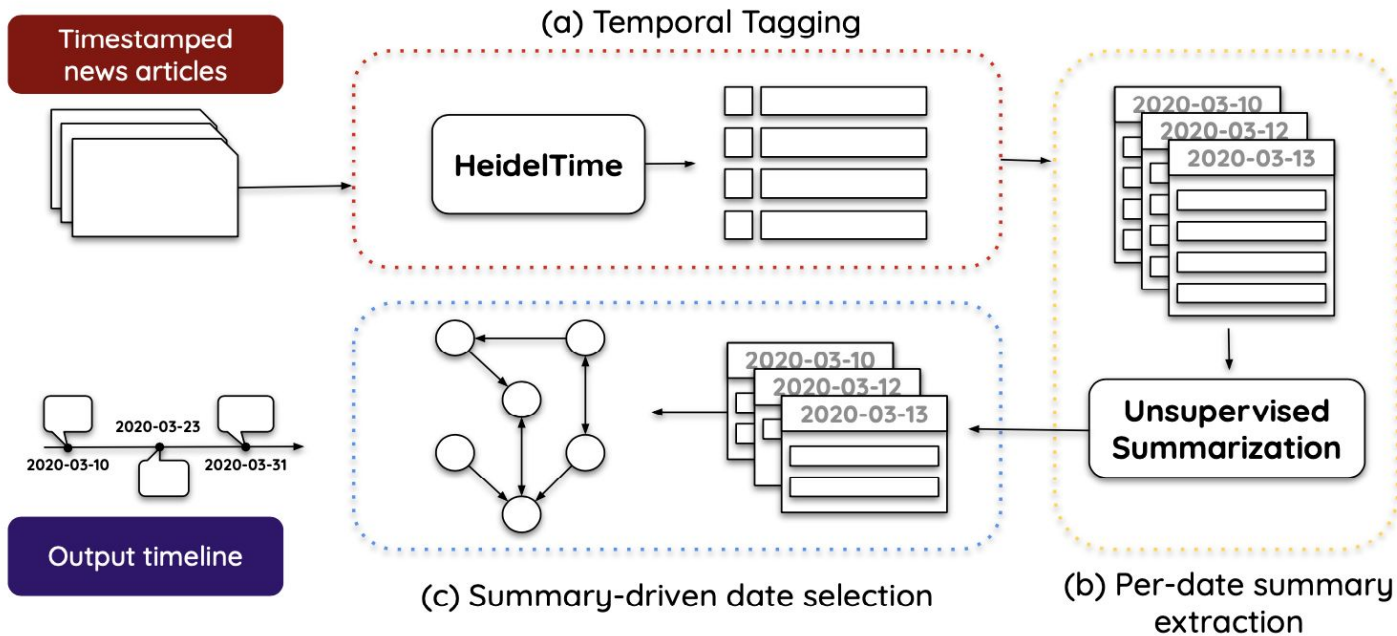 (a) Temporal Tagging
Timestamped
news articles
HeidelTime
2020-03-10
2020-03-12
2020-03-13
Unsupervised
Summarization
(b) Per-date summary
extraction
2020-03-10
2020-03-12
2020-03-13
(c) Summary-driven date selection
2020-03-23
2020-03-10
2020-03-31
Output timeline